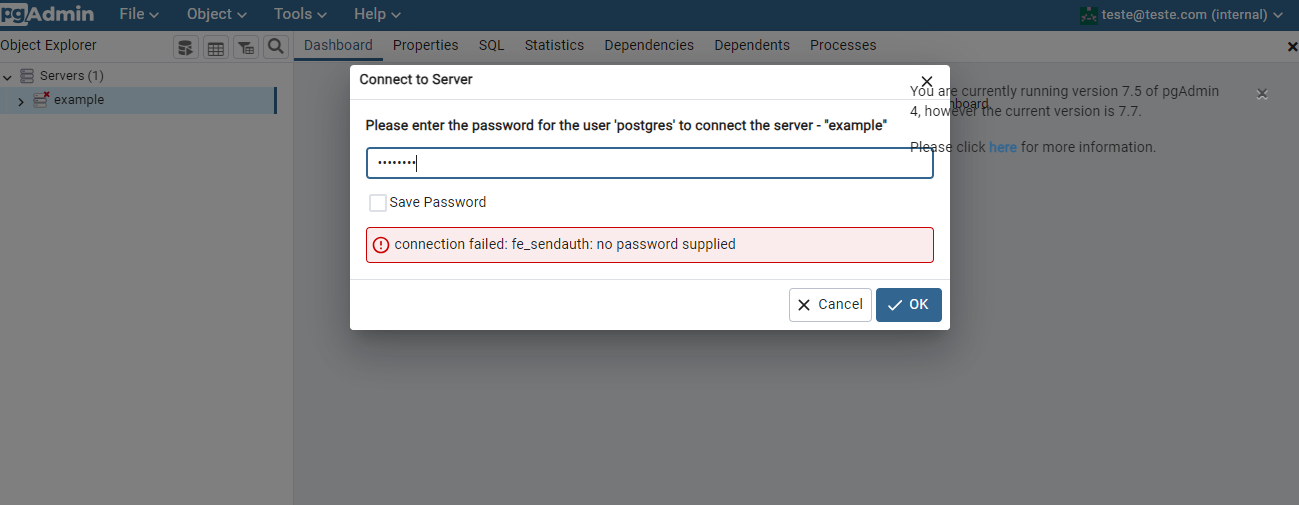 pgAdmin File Object Tools Help teste@teste.com (internal)
Object Explorer Dashboard Properties SQL Statistics Dependencies Dependents Processes
Servers (1)
example
Connect to Server
You are currently running version 7.5 of pgAdmin
4, however the current version is 7.7.
Please click here for more information.
Please enter the password for the user 'postgres' to connect the server - "example"
••••••••
Save Password
connection failed: fe_sendauth: no password supplied
Cancel OK